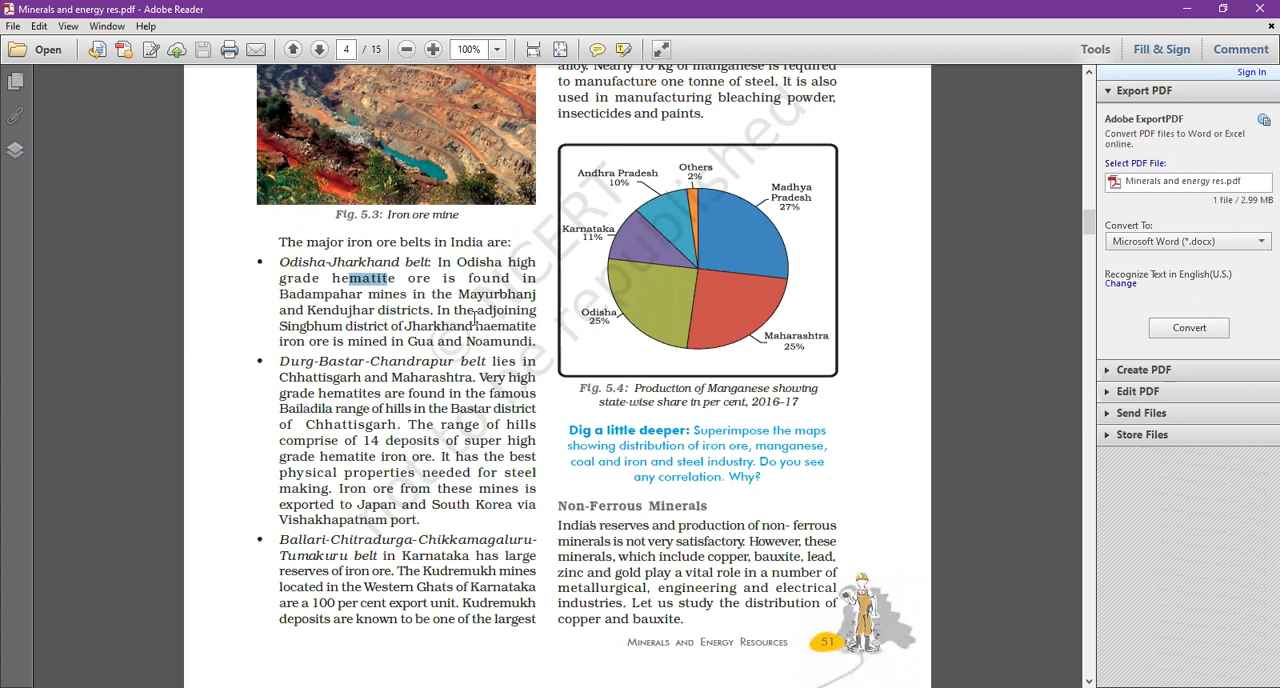 Minerals and energy res.pdf - Adobe Reader
File Edit View Window Help
Open
4 / 15
100%
Tools Fill & Sign Comment
Sign In
alloy. Nearly 10 kg of manganese is required
to manufacture one tonne of steel. It is also
used in manufacturing bleaching powder,
insecticides and paints.
Fig. 5.3: Iron ore mine
The major iron ore belts in India are:
• Odisha-Jharkhand belt: In Odisha high
grade hematite ore is found in
Badampahar mines in the Mayurbhanj
and Kendujhar districts. In the adjoining
Singbhum district of Jharkhand haematite
iron ore is mined in Gua and Noamundi.
• Durg-Bastar-Chandrapur belt lies in
Chhattisgarh and Maharashtra. Very high
grade hematites are found in the famous
Bailadila range of hills in the Bastar district
of Chhattisgarh. The range of hills
comprise of 14 deposits of super high
grade hematite iron ore. It has the best
physical properties needed for steel
making. Iron ore from these mines is
exported to Japan and South Korea via
Vishakhapatnam port.
• Ballari-Chitradurga-Chikkamagaluru-
Tumakuru belt in Karnataka has large
reserves of iron ore. The Kudremukh mines
located in the Western Ghats of Karnataka
are a 100 per cent export unit. Kudremukh
deposits are known to be one of the largest
Others
2%
Andhra Pradesh
10%
Madhya
Pradesh
27%
Karnataka
11%
Odisha
25%
Maharashtra
25%
Fig. 5.4: Production of Manganese showing
state-wise share in per cent, 2016–17
Dig a little deeper: Superimpose the maps
showing distribution of iron ore, manganese,
coal and iron and steel industry. Do you see
any correlation. Why?
Non-Ferrous Minerals
India's reserves and production of non- ferrous
minerals is not very satisfactory. However, these
minerals, which include copper, bauxite, lead,
zinc and gold play a vital role in a number of
metallurgical, engineering and electrical
industries. Let us study the distribution of
copper and bauxite.
MINERALS AND ENERGY RESOURCES 51
© NCERT
not to be republished
Export PDF
Adobe ExportPDF
Convert PDF files to Word or Excel
online.
Select PDF File:
Minerals and energy res.pdf
1 file / 2.99 MB
Convert To:
Microsoft Word (*.docx)
Recognize Text in English(U.S.)
Change
Convert
Create PDF
Edit PDF
Send Files
Store Files